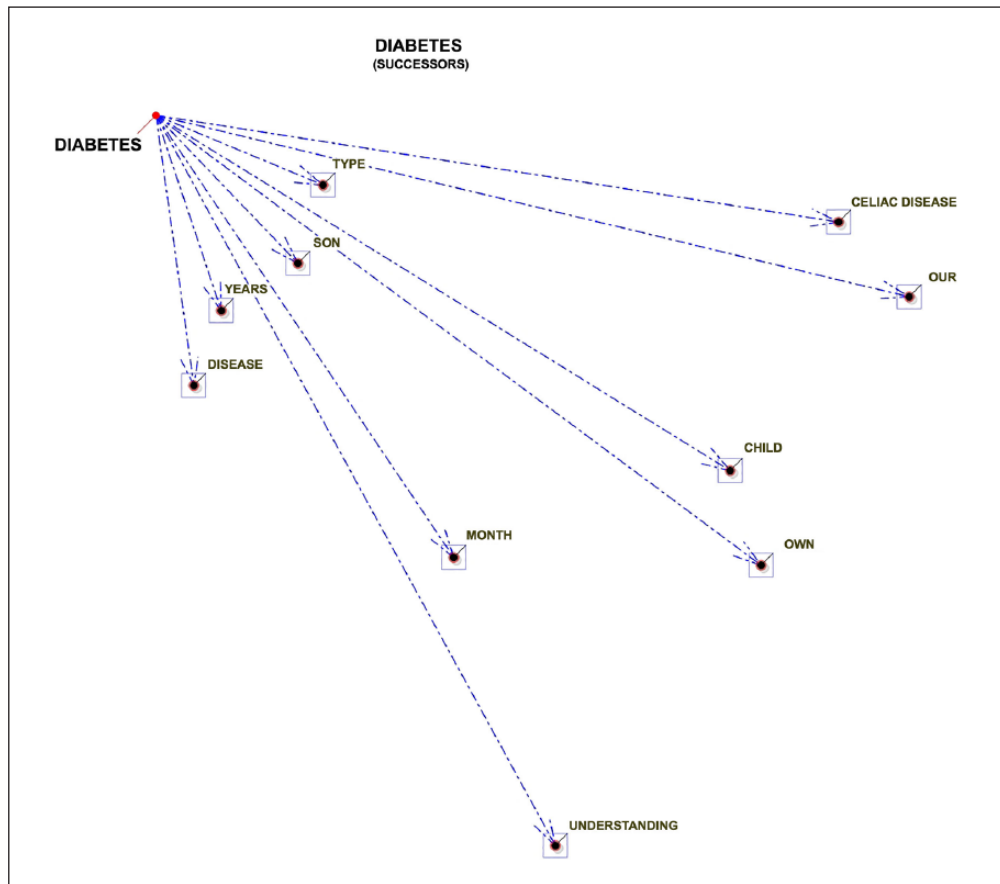 DIABETES
(SUCCESSORS)
DIABETES
TYPE
CELIAC DISEASE
SON
OUR
YEARS
DISEASE
CHILD
MONTH
OWN
UNDERSTANDING